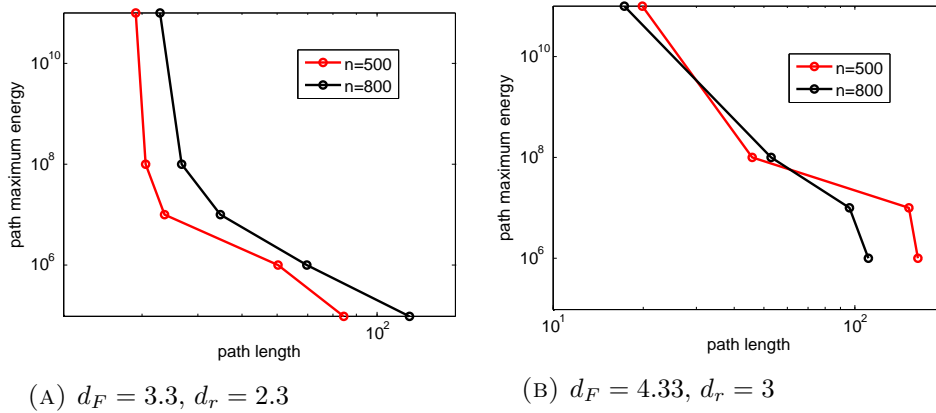 10^10
10^8
10^6
path maximum energy
n=500
n=800
10^2
path length
(A) d_F = 3.3, d_r = 2.3
10^10
10^8
10^6
path maximum energy
n=500
n=800
10^1
10^2
path length
(B) d_F = 4.33, d_r = 3